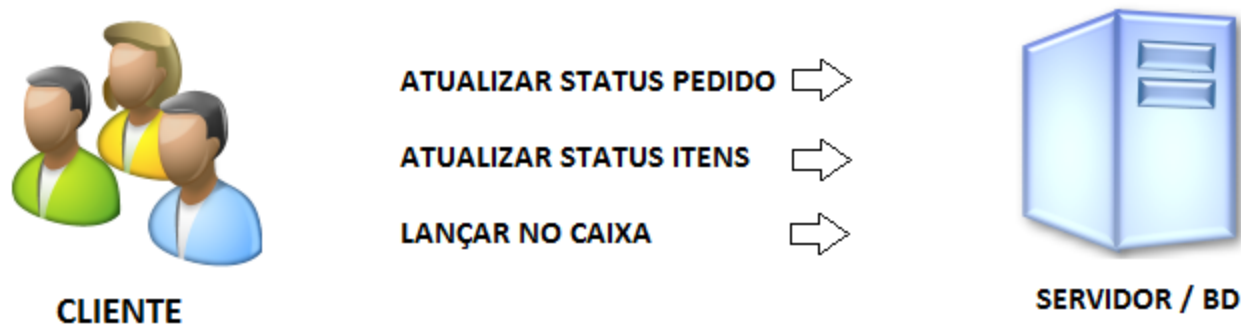 ATUALIZAR STATUS PEDIDO
ATUALIZAR STATUS ITENS
LANÇAR NO CAIXA
CLIENTE
SERVIDOR / BD